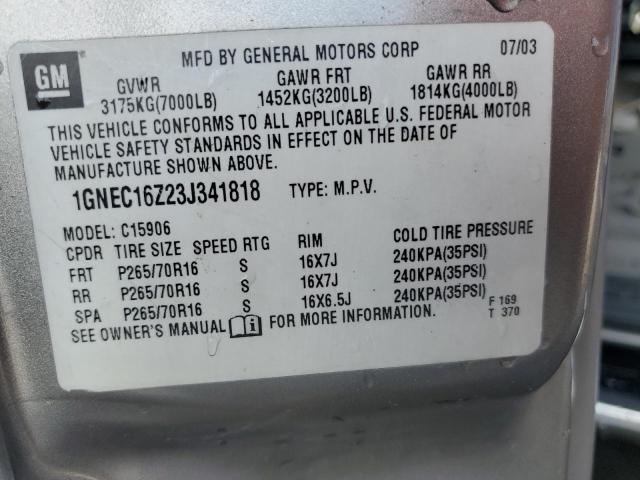 GM
MFD BY GENERAL MOTORS CORP 07/03
GVWR GAWR FRT GAWR RR
3175KG(7000LB) 1452KG(3200LB) 1814KG(4000LB)
THIS VEHICLE CONFORMS TO ALL APPLICABLE U.S. FEDERAL MOTOR
VEHICLE SAFETY STANDARDS IN EFFECT ON THE DATE OF
MANUFACTURE SHOWN ABOVE.
1GNEC16Z23J341818 TYPE: M.P.V.
MODEL: C15906
CPDR TIRE SIZE SPEED RTG RIM COLD TIRE PRESSURE
FRT P265/70R16 S 16X7J 240KPA(35PSI)
RR P265/70R16 S 16X7J 240KPA(35PSI)
SPA P265/70R16 S 16X6.5J 240KPA(35PSI)
SEE OWNER'S MANUAL i FOR MORE INFORMATION.
F 169
T 370